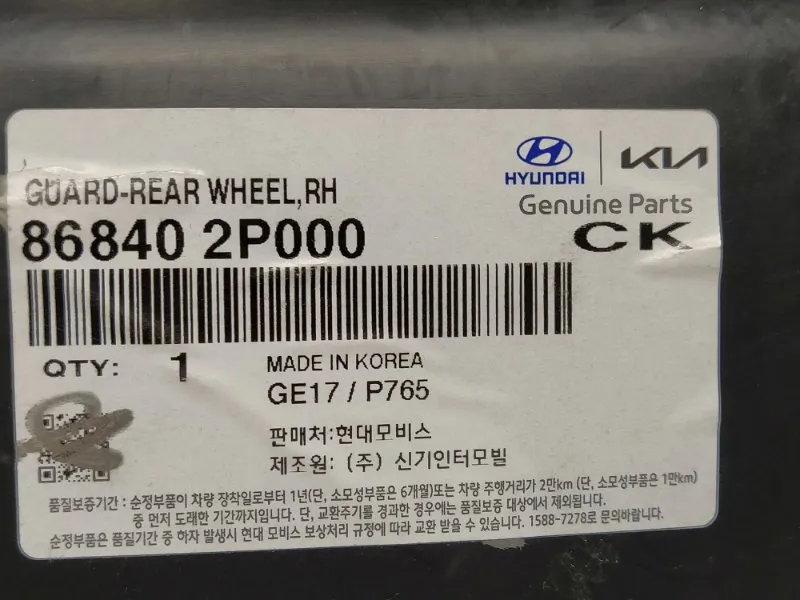 HYUNDAI
KIA
Genuine Parts
GUARD-REAR WHEEL,RH
86840 2P000
CK
QTY: 1
MADE IN KOREA
GE17 / P765
판매처:현대모비스
제조원: (주) 신기인터모빌
품질보증기간 : 순정부품이 차량 장착일로부터 1년(단, 소모성부품은 6개월)또는 차량 주행거리가 2만km (단, 소모성부품은 1만km)
중 먼저 도래한 기간까지입니다. 단, 교환주기를 경과한 경우에는 품질보증 대상에서 제외됩니다.
순정부품은 품질기간 중 하자 발생시 현대 모비스 보상처리 규정에 따라 교환 받을 수 있습니다. 1588-7278로 문의바랍니다.